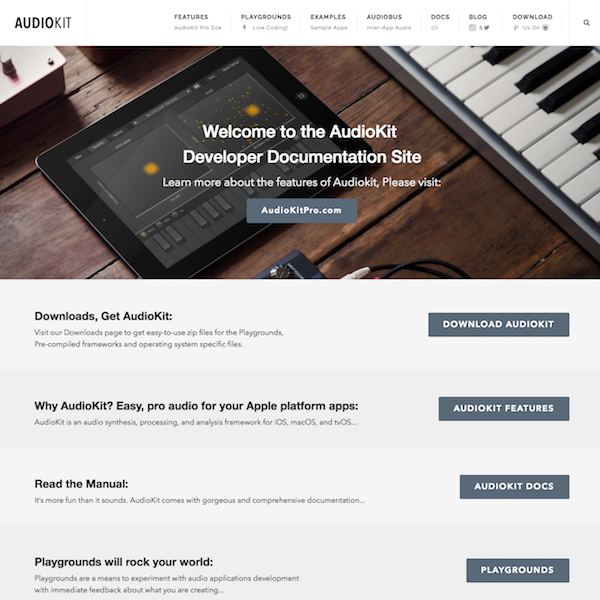 AUDIOKIT
FEATURES
AudioKit Pro Site
PLAYGROUNDS
Live Coding!
EXAMPLES
Sample Apps
AUDIOBUS
Inter-App Audio
DOCS
</>
BLOG
&
DOWNLOAD
Us On
Welcome to the AudioKit
Developer Documentation Site
Learn more about the features of Audiokit, Please visit:
AudioKitPro.com
Downloads, Get AudioKit:
Visit our Downloads page to get easy-to-use zip files for the Playgrounds,
Pre-compiled frameworks and operating system specific files.
DOWNLOAD AUDIOKIT
Why AudioKit? Easy, pro audio for your Apple platform apps:
AudioKit is an audio synthesis, processing, and analysis framework for iOS, macOS, and tvOS...
AUDIOKIT FEATURES
Read the Manual:
It's more fun than it sounds. AudioKit comes with gorgeous and comprehensive documentation...
AUDIOKIT DOCS
Playgrounds will rock your world:
Playgrounds are a means to experiment with audio applications development
with immediate feedback about what you are creating...
PLAYGROUNDS